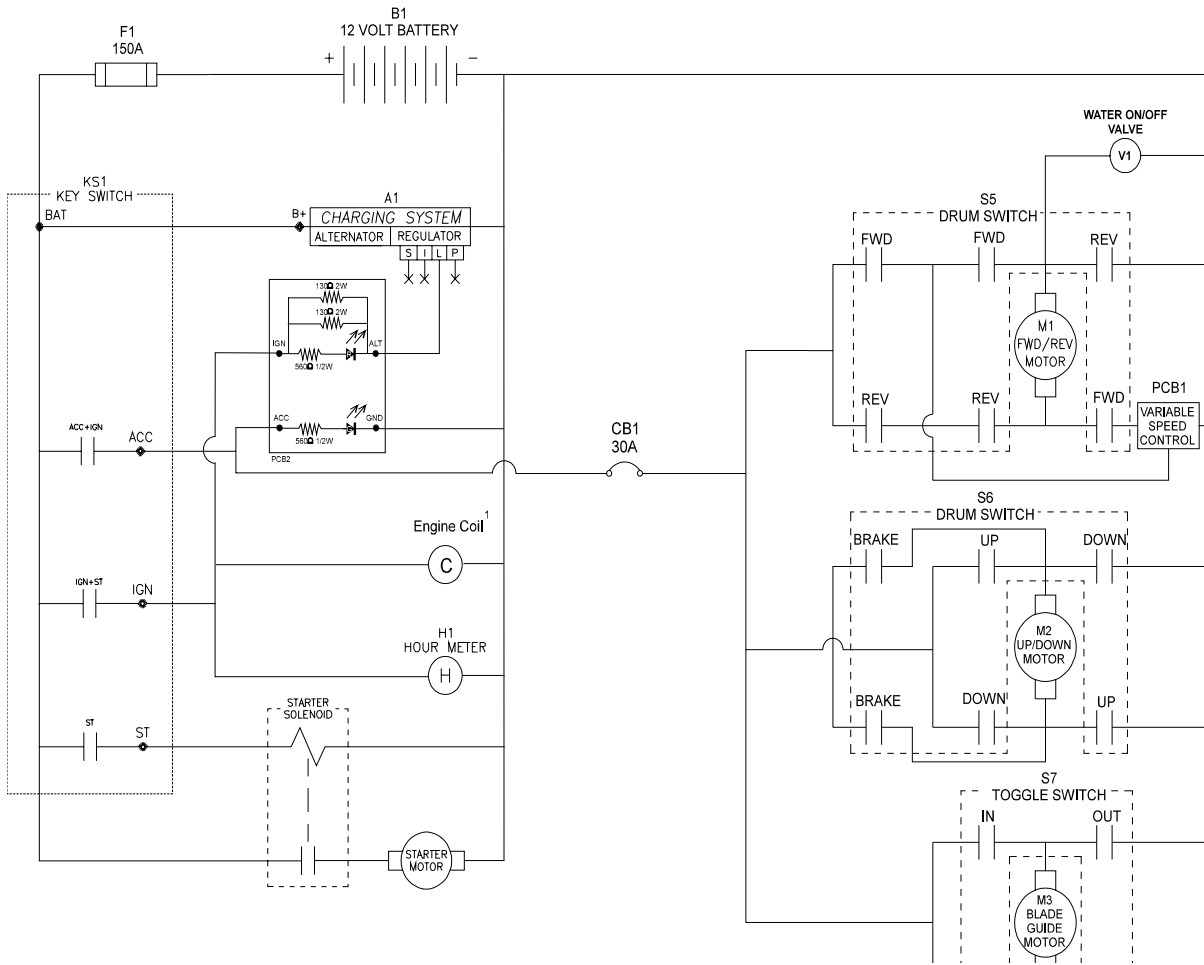 F1
150A
B1
12 VOLT BATTERY
+
−
WATER ON/OFF
VALVE
V1
KS1
KEY SWITCH
BAT
B+
A1
CHARGING SYSTEM
ALTERNATOR
REGULATOR
S I L P
130Ω 2W
130Ω 2W
IGN
ALT
560Ω 1/2W
ACC
GND
560Ω 1/2W
PCB2
ACC+IGN
ACC
CB1
30A
Engine Coil 1
C
IGN+ST
IGN
H1
HOUR METER
H
STARTER
SOLENOID
ST
ST
STARTER
MOTOR
S5
DRUM SWITCH
FWD
FWD
REV
M1
FWD/REV
MOTOR
REV
REV
FWD
PCB1
VARIABLE
SPEED
CONTROL
S6
DRUM SWITCH
BRAKE
UP
DOWN
M2
UP/DOWN
MOTOR
BRAKE
DOWN
UP
S7
TOGGLE SWITCH
IN
OUT
M3
BLADE
GUIDE
MOTOR